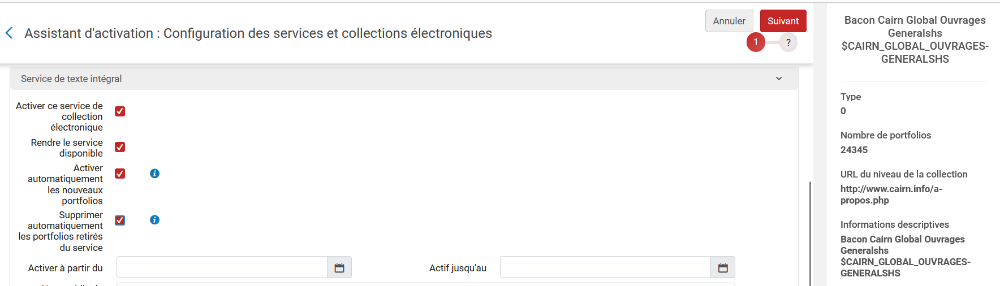 Assistant d'activation : Configuration des services et collections électroniques
Annuler
Suivant
1
?
Service de texte intégral
Activer ce service de
collection
électronique
Rendre le service
disponible
Activer
automatiquement
les nouveaux
portfolios
Supprimer
automatiquement
les portfolios retirés
du service
Activer à partir du
Actif jusqu'au
Bacon Cairn Global Ouvrages
Generalshs
$CAIRN_GLOBAL_OUVRAGES-
GENERALSHS
Type
0
Nombre de portfolios
24345
URL du niveau de la collection
http://www.cairn.info/a-
propos.php
Informations descriptives
Bacon Cairn Global Ouvrages
Generalshs
$CAIRN_GLOBAL_OUVRAGES-
GENERALSHS